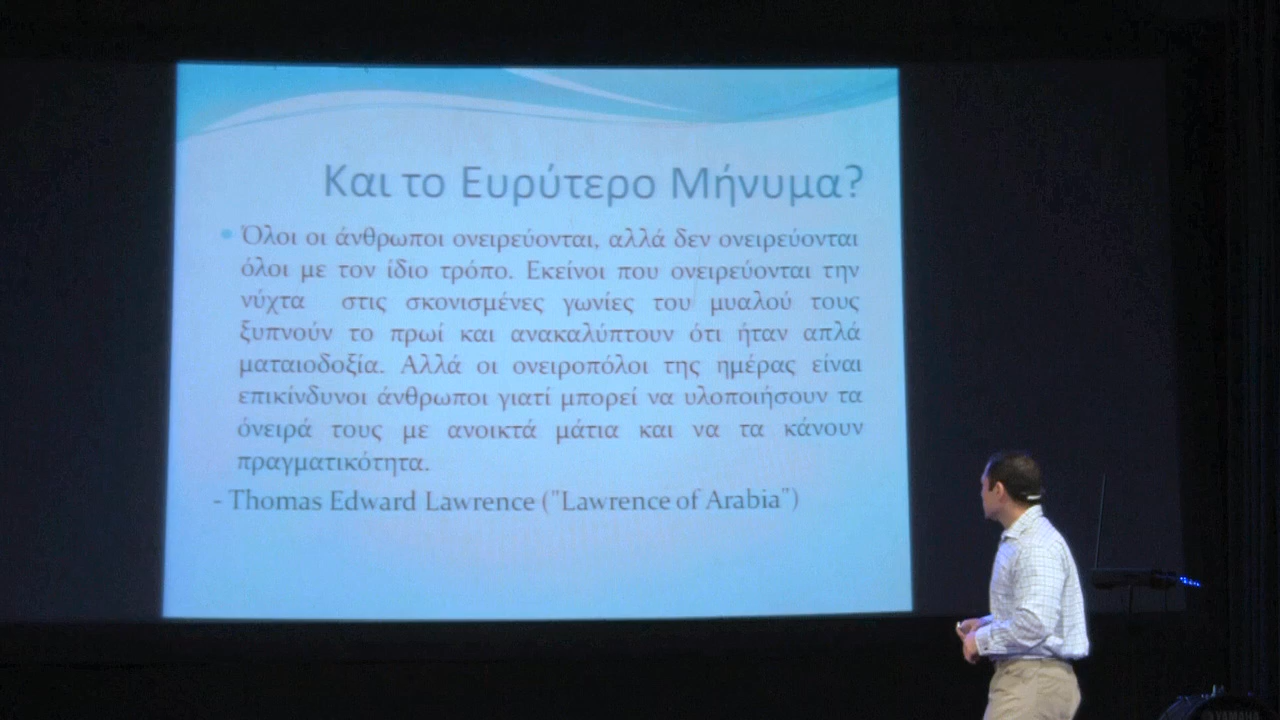 Και το Ευρύτερο Μήνυμα?
Όλοι οι άνθρωποι ονειρεύονται, αλλά δεν ονειρεύονται
όλοι με τον ίδιο τρόπο. Εκείνοι που ονειρεύονται την
νύχτα στις σκονισμένες γωνίες του μυαλού τους
ξυπνούν το πρωί και ανακαλύπτουν ότι ήταν απλά
ματαιοδοξία. Αλλά οι ονειροπόλοι της ημέρας είναι
επικίνδυνοι άνθρωποι γιατί μπορεί να υλοποιήσουν τα
όνειρά τους με ανοικτά μάτια και να τα κάνουν
πραγματικότητα.
- Thomas Edward Lawrence ("Lawrence of Arabia")
YAMAHA